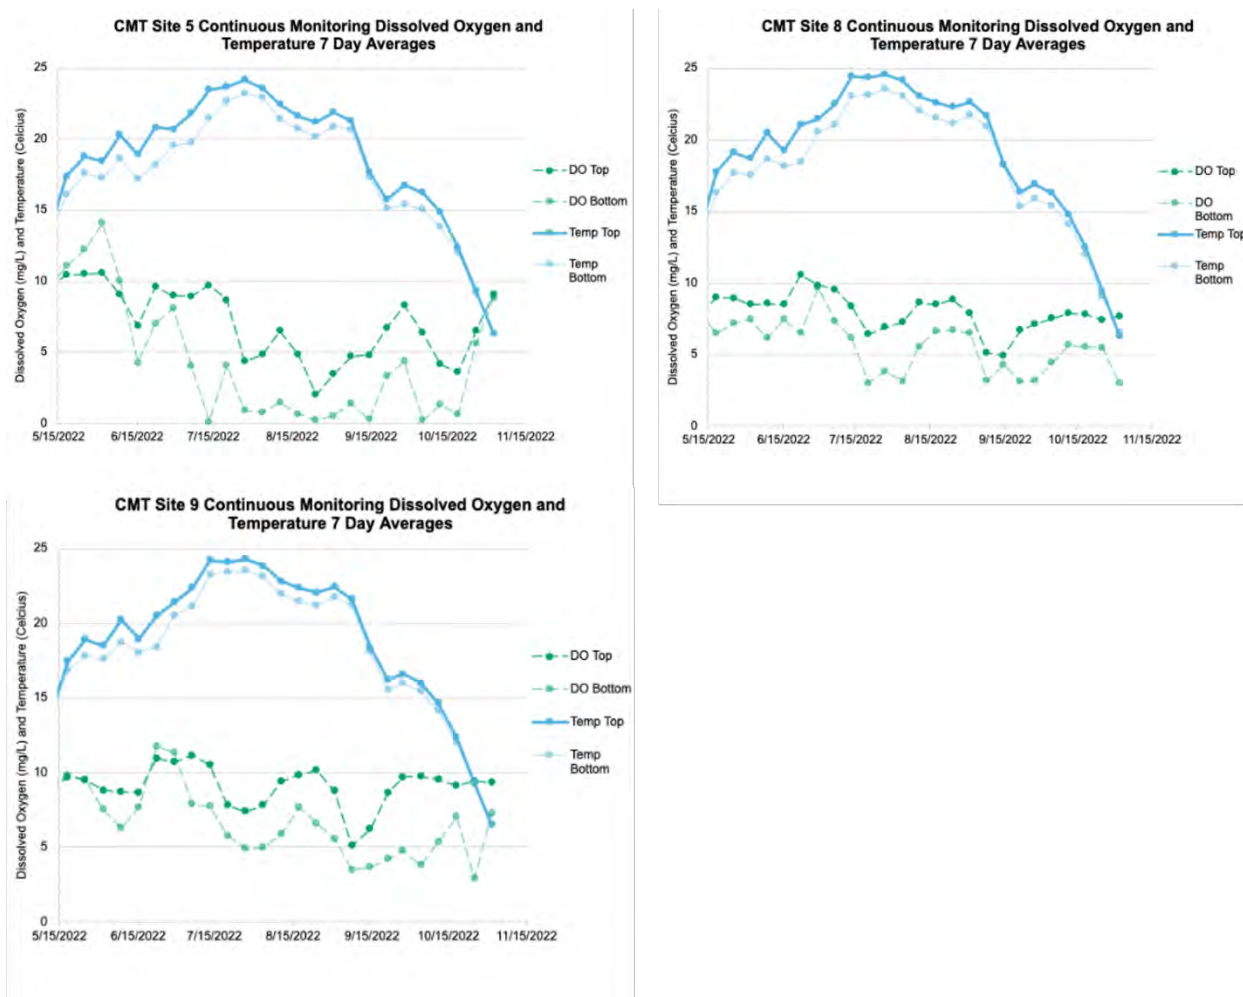 CMT Site 5 Continuous Monitoring Dissolved Oxygen and
Temperature 7 Day Averages
Dissolved Oxygen (mg/L) and Temperature (Celcius)
25
20
15
10
5
0
5/15/2022
6/15/2022
7/15/2022
8/15/2022
9/15/2022
10/15/2022
11/15/2022
DO Top
DO Bottom
Temp Top
Temp
Bottom
CMT Site 8 Continuous Monitoring Dissolved Oxygen and
Temperature 7 Day Averages
Dissolved Oxygen (mg/L) and Temperature (Celcius)
25
20
15
10
5
0
5/15/2022
6/15/2022
7/15/2022
8/15/2022
9/15/2022
10/15/2022
11/15/2022
DO Top
DO
Bottom
Temp Top
Temp
Bottom
CMT Site 9 Continuous Monitoring Dissolved Oxygen and
Temperature 7 Day Averages
Dissolved Oxygen (mg/L) and Temperature (Celcius)
25
20
15
10
5
0
5/15/2022
6/15/2022
7/15/2022
8/15/2022
9/15/2022
10/15/2022
11/15/2022
DO Top
DO Bottom
Temp Top
Temp
Bottom